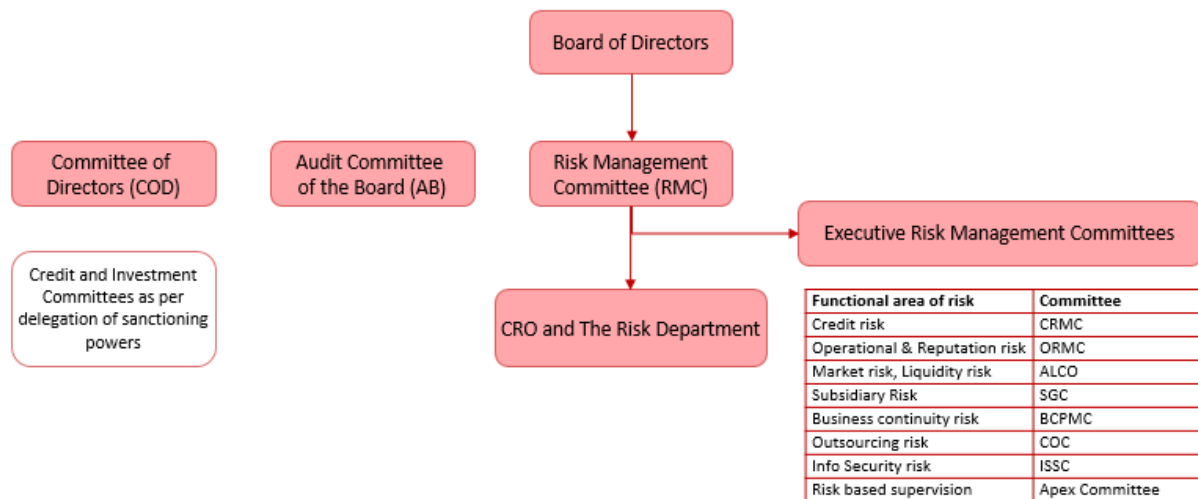 Board of Directors
Committee of
Directors (COD)
Audit Committee
of the Board (AB)
Risk Management
Committee (RMC)
Executive Risk Management Committees
Credit and Investment
Committees as per
delegation of sanctioning
powers
CRO and The Risk Department
Functional area of risk Committee
Credit risk CRMC
Operational & Reputation risk ORMC
Market risk, Liquidity risk ALCO
Subsidiary Risk SGC
Business continuity risk BCPMC
Outsourcing risk COC
Info Security risk ISSC
Risk based supervision Apex Committee